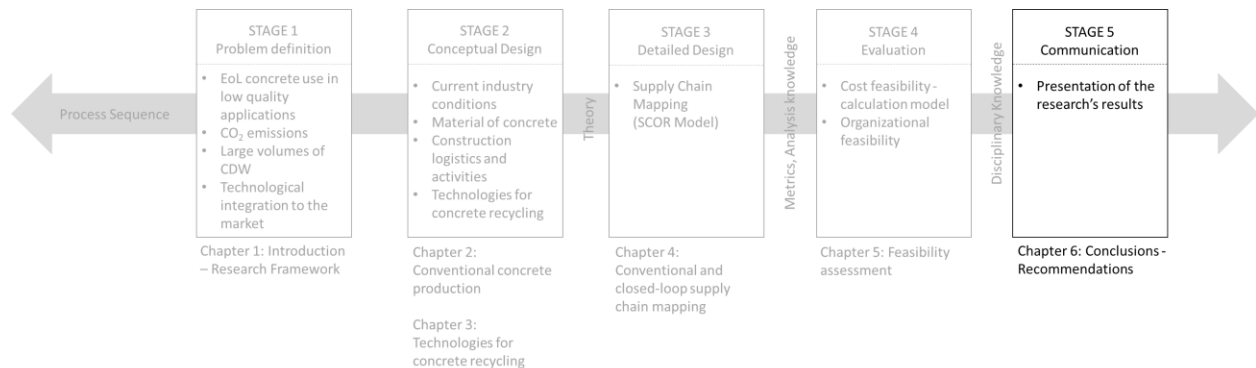 Process Sequence
STAGE 1
Problem definition
• EoL concrete use in
low quality
applications
• CO₂ emissions
• Large volumes of
CDW
• Technological
integration to the
market
Chapter 1: Introduction
– Research Framework
STAGE 2
Conceptual Design
• Current industry
conditions
• Material of concrete
• Construction
logistics and
activities
• Technologies for
concrete recycling
Chapter 2:
Conventional concrete
production
Chapter 3:
Technologies for
concrete recycling
Theory
STAGE 3
Detailed Design
• Supply Chain
Mapping
(SCOR Model)
Chapter 4:
Conventional and
closed-loop supply
chain mapping
Metrics, Analysis knowledge
STAGE 4
Evaluation
• Cost feasibility -
calculation model
• Organizational
feasibility
Chapter 5: Feasibility
assessment
Disciplinary Knowledge
STAGE 5
Communication
• Presentation of the
research's results
Chapter 6: Conclusions -
Recommendations